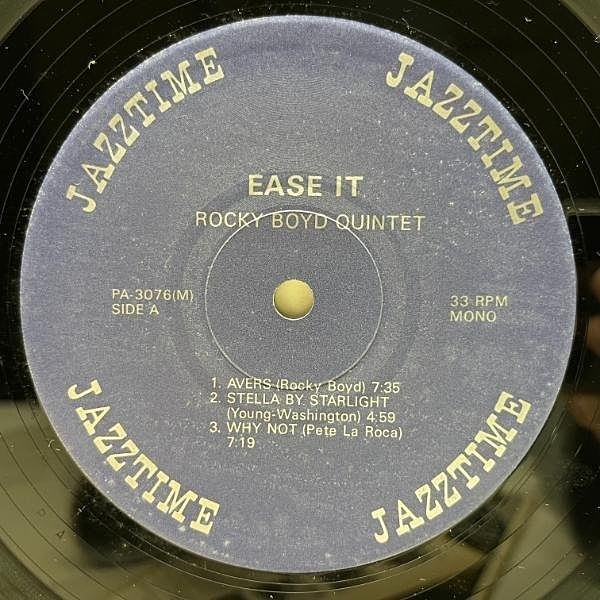 JAZZTIME
JAZZTIME
EASE IT
ROCKY BOYD QUINTET
PA-3076(M)
SIDE A
33 RPM
MONO
1. AVERS (Rocky Boyd) 7:35
2. STELLA BY STARLIGHT
(Young-Washington) 4:59
3. WHY NOT (Pete La Roca)
7:19
JAZZTIME
JAZZTIME